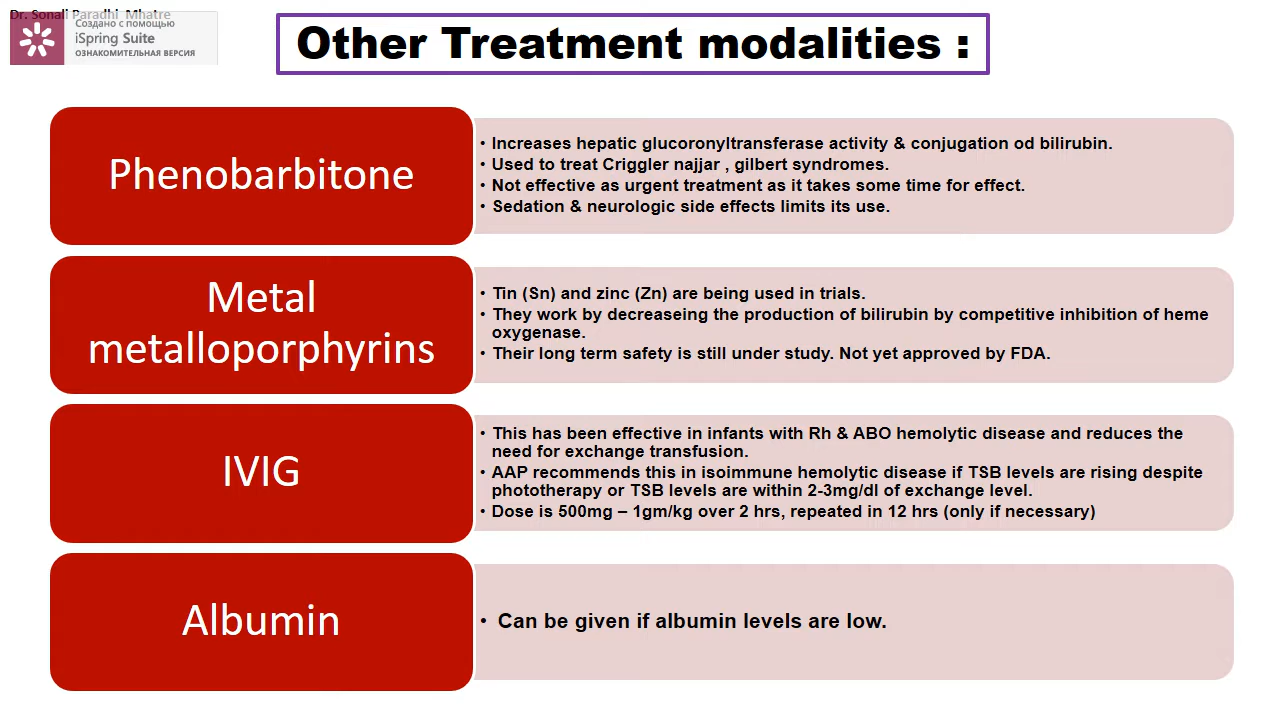 Dr. Sonali Paradhi Mhatre
Создано с помощью
iSpring Suite
ОЗНАКОМИТЕЛЬНАЯ ВЕРСИЯ
Other Treatment modalities :
Phenobarbitone
• Increases hepatic glucoronyltransferase activity & conjugation od bilirubin.
• Used to treat Criggler najjar , gilbert syndromes.
• Not effective as urgent treatment as it takes some time for effect.
• Sedation & neurologic side effects limits its use.
Metal
metalloporphyrins
• Tin (Sn) and zinc (Zn) are being used in trials.
• They work by decreaseing the production of bilirubin by competitive inhibition of heme
oxygenase.
• Their long term safety is still under study. Not yet approved by FDA.
IVIG
• This has been effective in infants with Rh & ABO hemolytic disease and reduces the
need for exchange transfusion.
• AAP recommends this in isoimmune hemolytic disease if TSB levels are rising despite
phototherapy or TSB levels are within 2-3mg/dl of exchange level.
• Dose is 500mg – 1gm/kg over 2 hrs, repeated in 12 hrs (only if necessary)
Albumin
• Can be given if albumin levels are low.